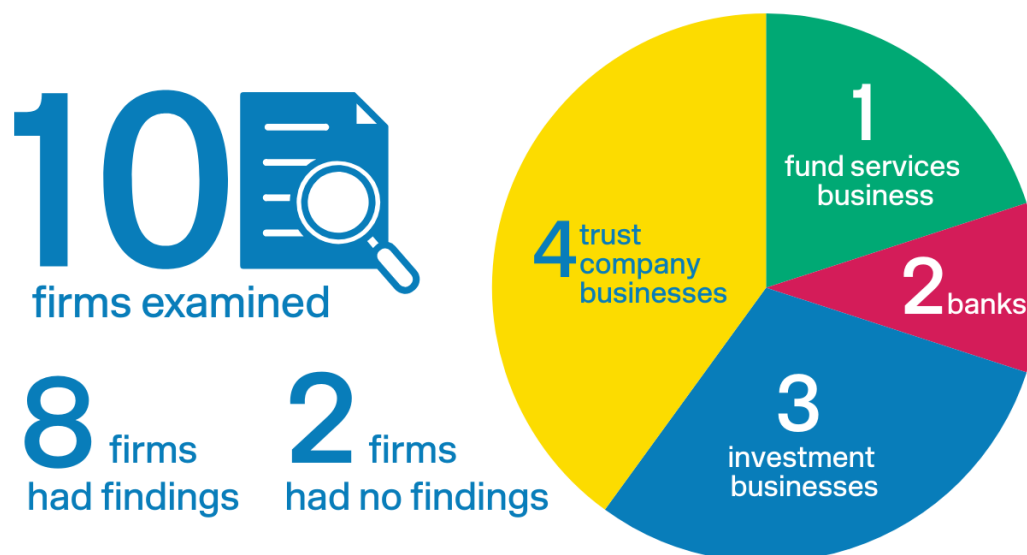 10
firms examined
8 firms
had findings
2 firms
had no findings
1
fund services
business
2 banks
3
investment
businesses
4 trust
company
businesses